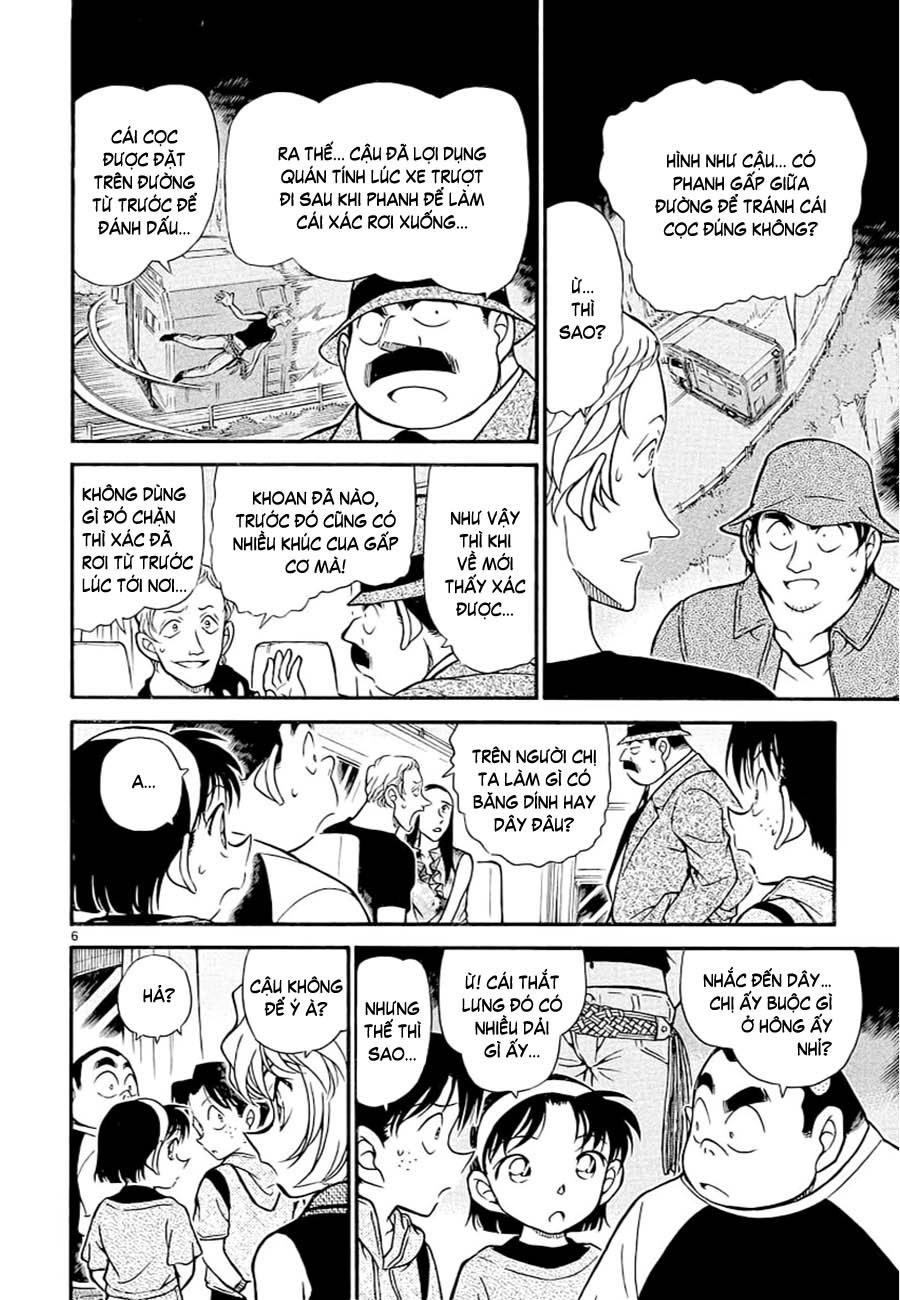 HÌNH NHƯ CẬU... CÓ
PHANH GẤP GIỮA
ĐƯỜNG ĐỂ TRÁNH CÁI
CỌC ĐÚNG KHÔNG?
Ừ...
THÌ
SAO?
RA THẾ... CẬU ĐÃ LỢI DỤNG
QUÁN TÍNH LÚC XE TRƯỢT
ĐI SAU KHI PHANH ĐỂ LÀM
CÁI XÁC RƠI XUỐNG...
CÁI CỌC
ĐƯỢC ĐẶT
TRÊN ĐƯỜNG
TỪ TRƯỚC ĐỂ
ĐÁNH DẤU...
NHƯ VẬY
THÌ KHI
VỀ MỚI
THẤY XÁC
ĐƯỢC...
KHOAN ĐÃ NÀO,
TRƯỚC ĐÓ CŨNG CÓ
NHIỀU KHÚC CUA GẤP
CƠ MÀ!
KHÔNG DÙNG
GÌ ĐÓ CHẶN
THÌ XÁC ĐÃ
RƠI TỪ TRƯỚC
LÚC TỚI NƠI...
TRÊN NGƯỜI CHỊ
TA LÀM GÌ CÓ
BĂNG DÍNH HAY
DÂY ĐÂU?
A...
6
NHẮC ĐẾN DÂY...
CHỊ ẤY BUỘC GÌ
Ở HÔNG ẤY
NHỈ?
Ừ! CÁI THẮT
LƯNG ĐÓ CÓ
NHIỀU DẢI
GÌ ẤY...
NHƯNG
THẾ THÌ
SAO...
CẬU KHÔNG
ĐỂ Ý À?
HẢ?